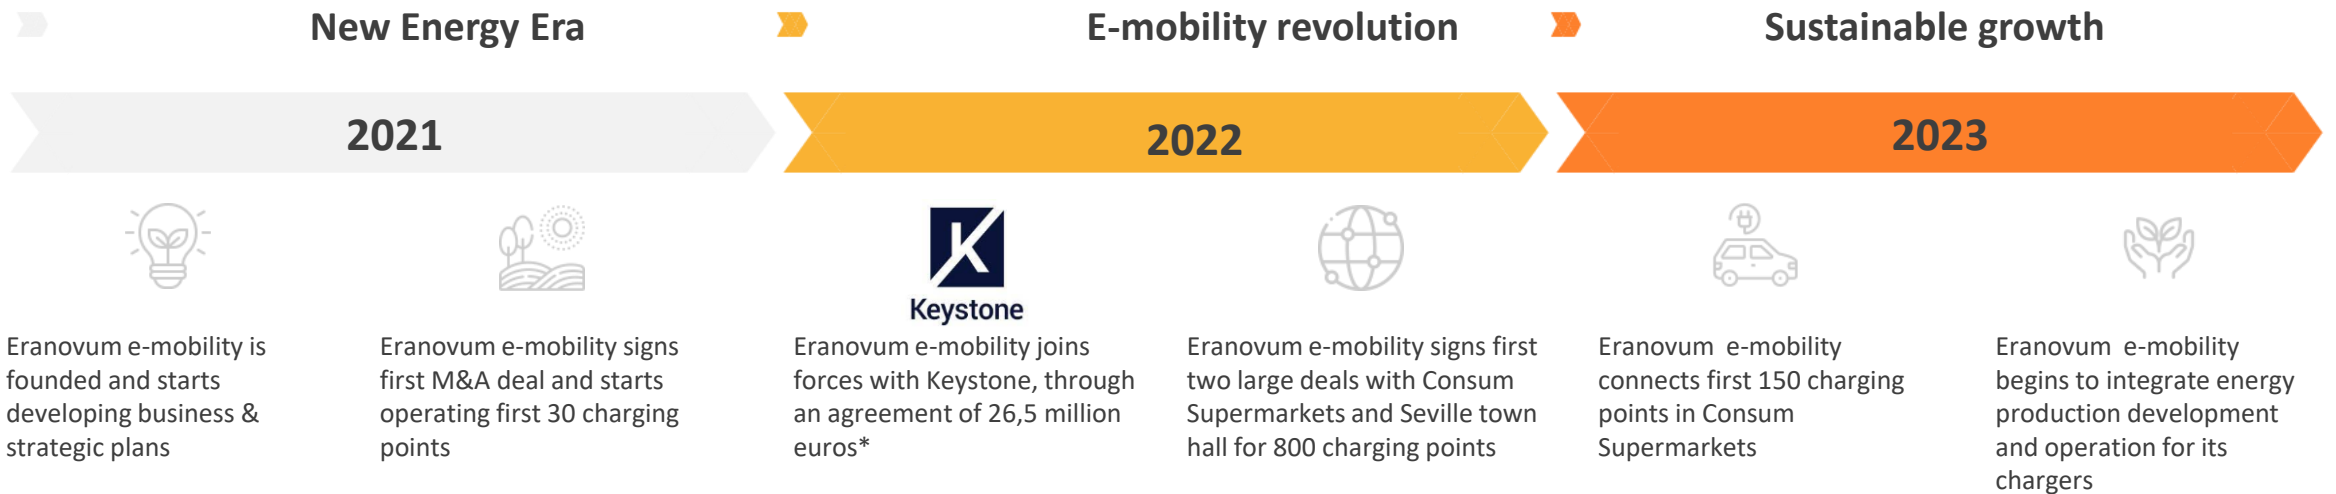 New Energy Era
E-mobility revolution
Sustainable growth
2021
2022
2023
Keystone
Eranovum e-mobility is
founded and starts
developing business &
strategic plans
Eranovum e-mobility signs
first M&A deal and starts
operating first 30 charging
points
Eranovum e-mobility joins
forces with Keystone, through
an agreement of 26,5 million
euros*
Eranovum e-mobility signs first
two large deals with Consum
Supermarkets and Seville town
hall for 800 charging points
Eranovum e-mobility
connects first 150 charging
points in Consum
Supermarkets
Eranovum e-mobility
begins to integrate energy
production development
and operation for its
chargers